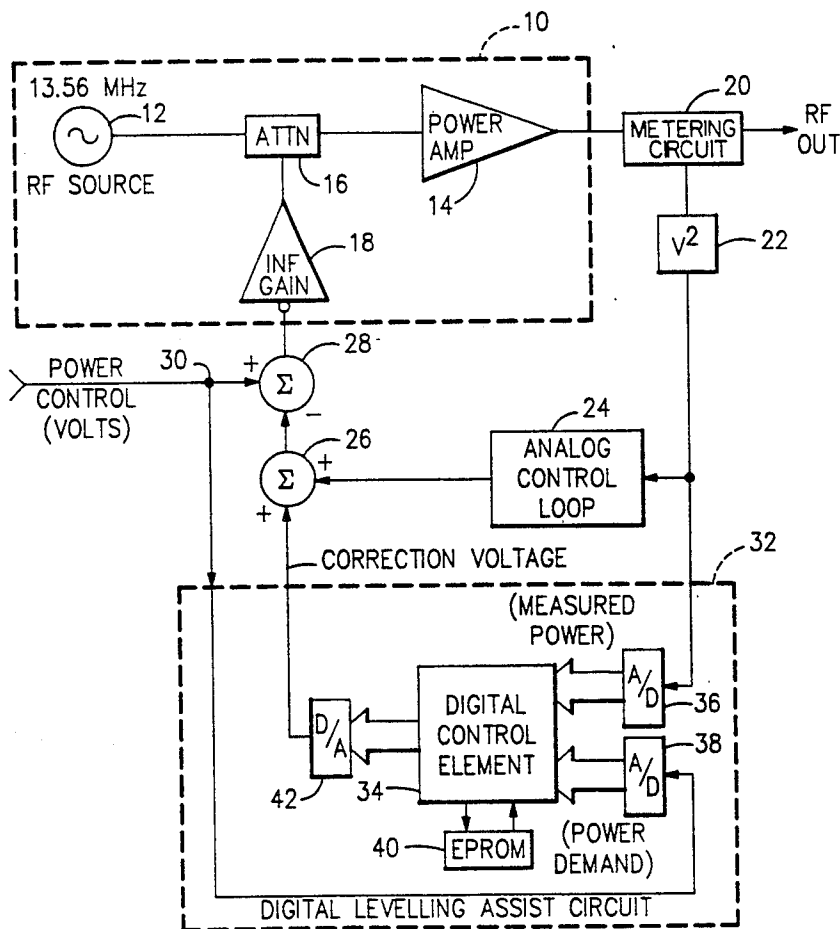 10
13.56 MHz
12
RF SOURCE
ATTN
16
POWER
AMP
14
20
METERING
CIRCUIT
RF
OUT
18
INF
GAIN
V²
22
30
POWER
CONTROL
(VOLTS)
+
Σ
28
−
24
ANALOG
CONTROL
LOOP
26
+
Σ
+
CORRECTION VOLTAGE
32
(MEASURED
POWER)
A/D
36
DIGITAL
CONTROL
ELEMENT
D/A
42
34
38
A/D
40
EPROM
(POWER
DEMAND)
DIGITAL LEVELLING ASSIST CIRCUIT